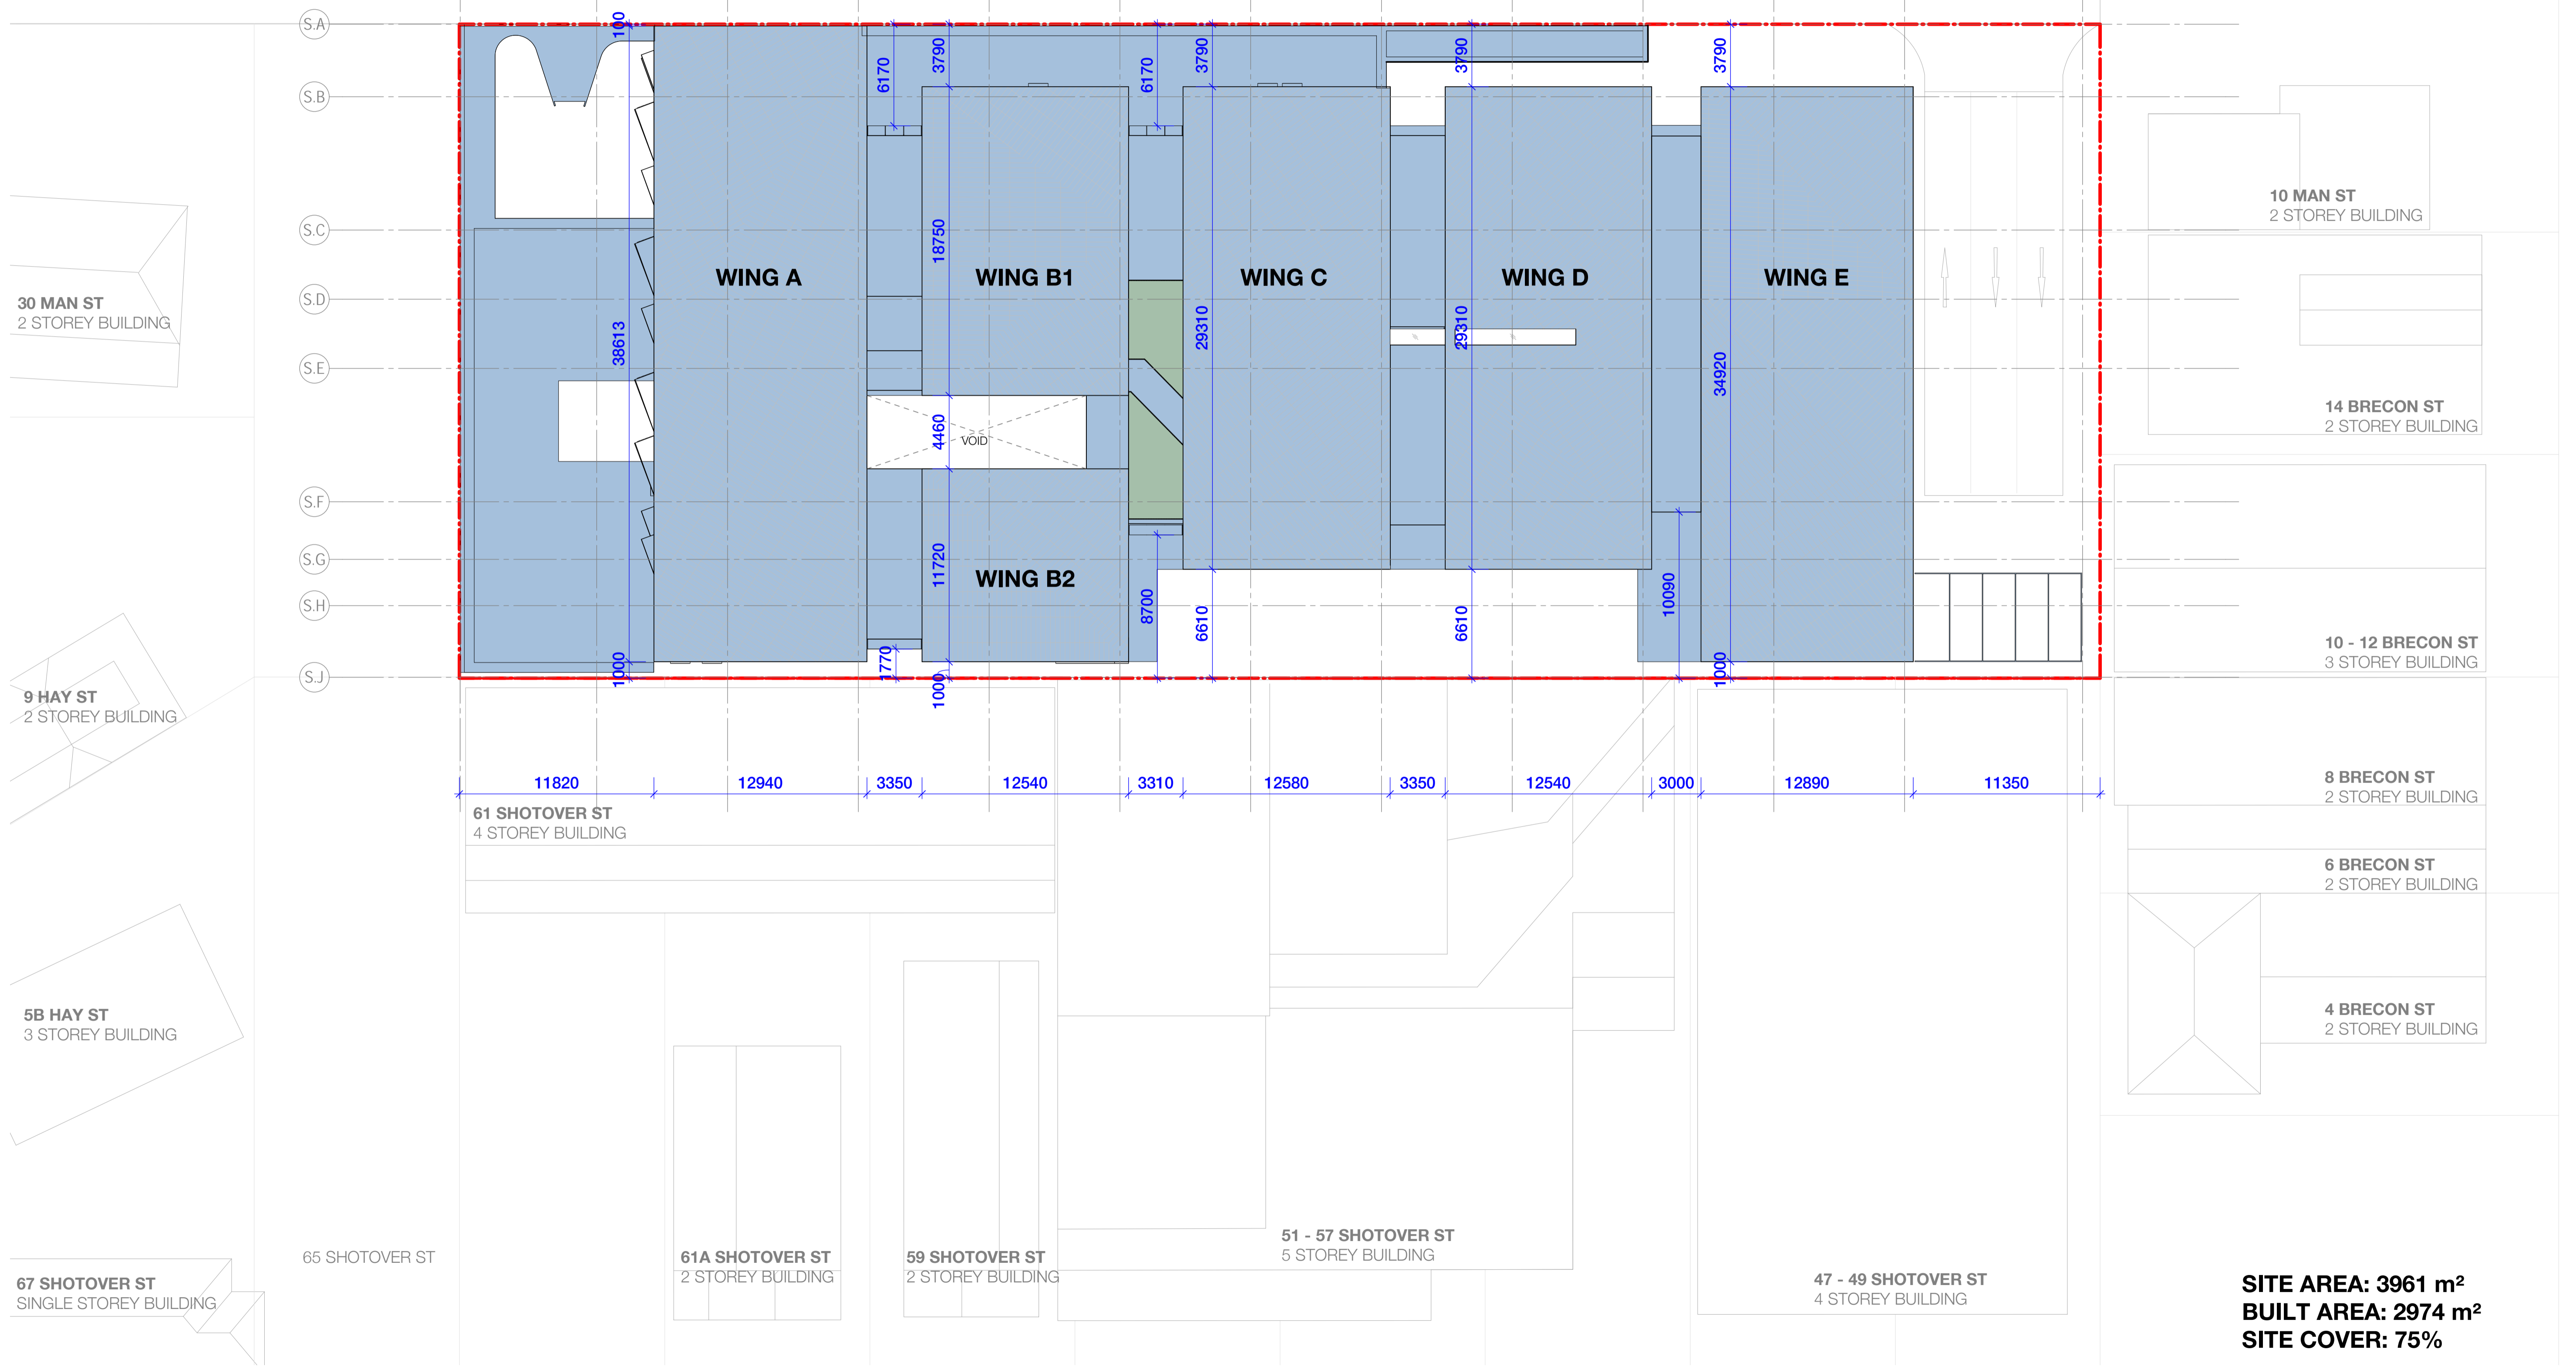 S.A
S.B
S.C
S.D
S.E
S.F
S.G
S.H
S.J
100
6170
3790
6170
3790
3790
3790
18750
38613
29310
29310
34920
4460
11720
8700
6610
6610
10090
1000
1770
1000
1000
WING A
WING B1
WING C
WING D
WING E
VOID
WING B2
11820
12940
3350
12540
3310
12580
3350
12540
3000
12890
11350
30 MAN ST
2 STOREY BUILDING
9 HAY ST
2 STOREY BUILDING
5B HAY ST
3 STOREY BUILDING
67 SHOTOVER ST
SINGLE STOREY BUILDING
65 SHOTOVER ST
61 SHOTOVER ST
4 STOREY BUILDING
61A SHOTOVER ST
2 STOREY BUILDING
59 SHOTOVER ST
2 STOREY BUILDING
51 - 57 SHOTOVER ST
5 STOREY BUILDING
47 - 49 SHOTOVER ST
4 STOREY BUILDING
10 MAN ST
2 STOREY BUILDING
14 BRECON ST
2 STOREY BUILDING
10 - 12 BRECON ST
3 STOREY BUILDING
8 BRECON ST
2 STOREY BUILDING
6 BRECON ST
2 STOREY BUILDING
4 BRECON ST
2 STOREY BUILDING
SITE AREA: 3961 m²
BUILT AREA: 2974 m²
SITE COVER: 75%